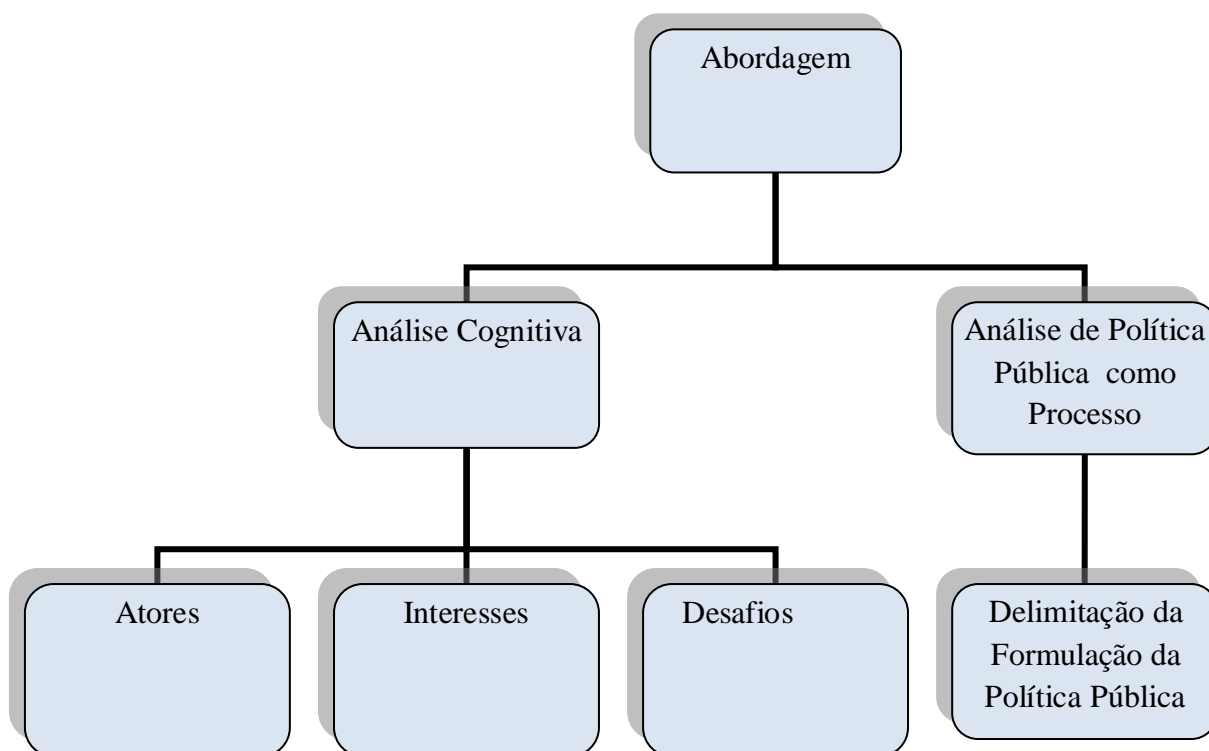 Abordagem
Análise Cognitiva
Análise de Política
Pública como
Processo
Atores
Interesses
Desafios
Delimitação da
Formulação da
Política Pública